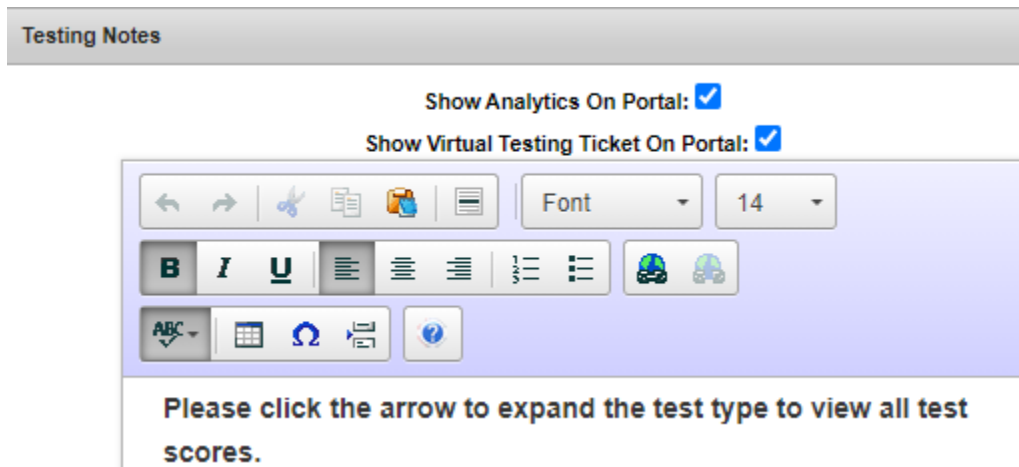 Testing Notes
Show Analytics On Portal:
Show Virtual Testing Ticket On Portal:
Font 14
B I U
ABC Ω
Please click the arrow to expand the test type to view all test
scores.